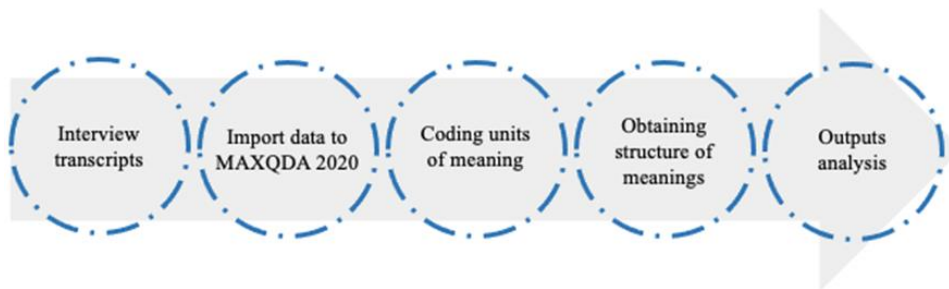 Interview
transcripts
Import data to
MAXQDA 2020
Coding units
of meaning
Obtaining
structure of
meanings
Outputs
analysis